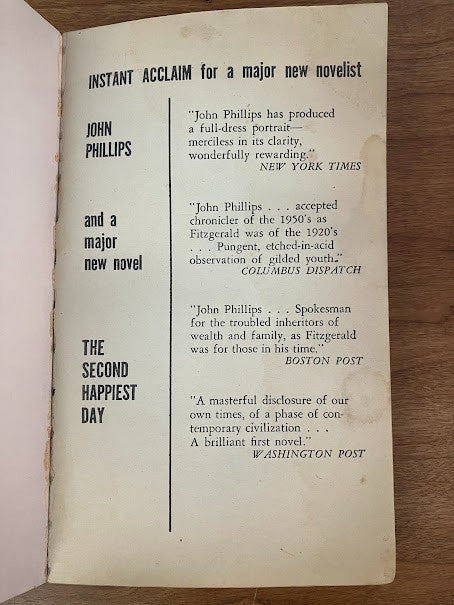 INSTANT ACCLAIM for a major new novelist
JOHN
PHILLIPS
"John Phillips has produced
a full-dress portrait—
merciless in its clarity,
wonderfully rewarding."
NEW YORK TIMES
and a
major
new novel
"John Phillips . . . accepted
chronicler of the 1950's as
Fitzgerald was of the 1920's
. . . Pungent, etched-in-acid
observation of gilded youth."
COLUMBUS DISPATCH
THE
SECOND
HAPPIEST
DAY
"John Phillips . . . Spokesman
for the troubled inheritors of
wealth and family, as Fitzgerald
was for those in his time."
BOSTON POST
"A masterful disclosure of our
own times, of a phase of con-
temporary civilization . . .
A brilliant first novel."
WASHINGTON POST